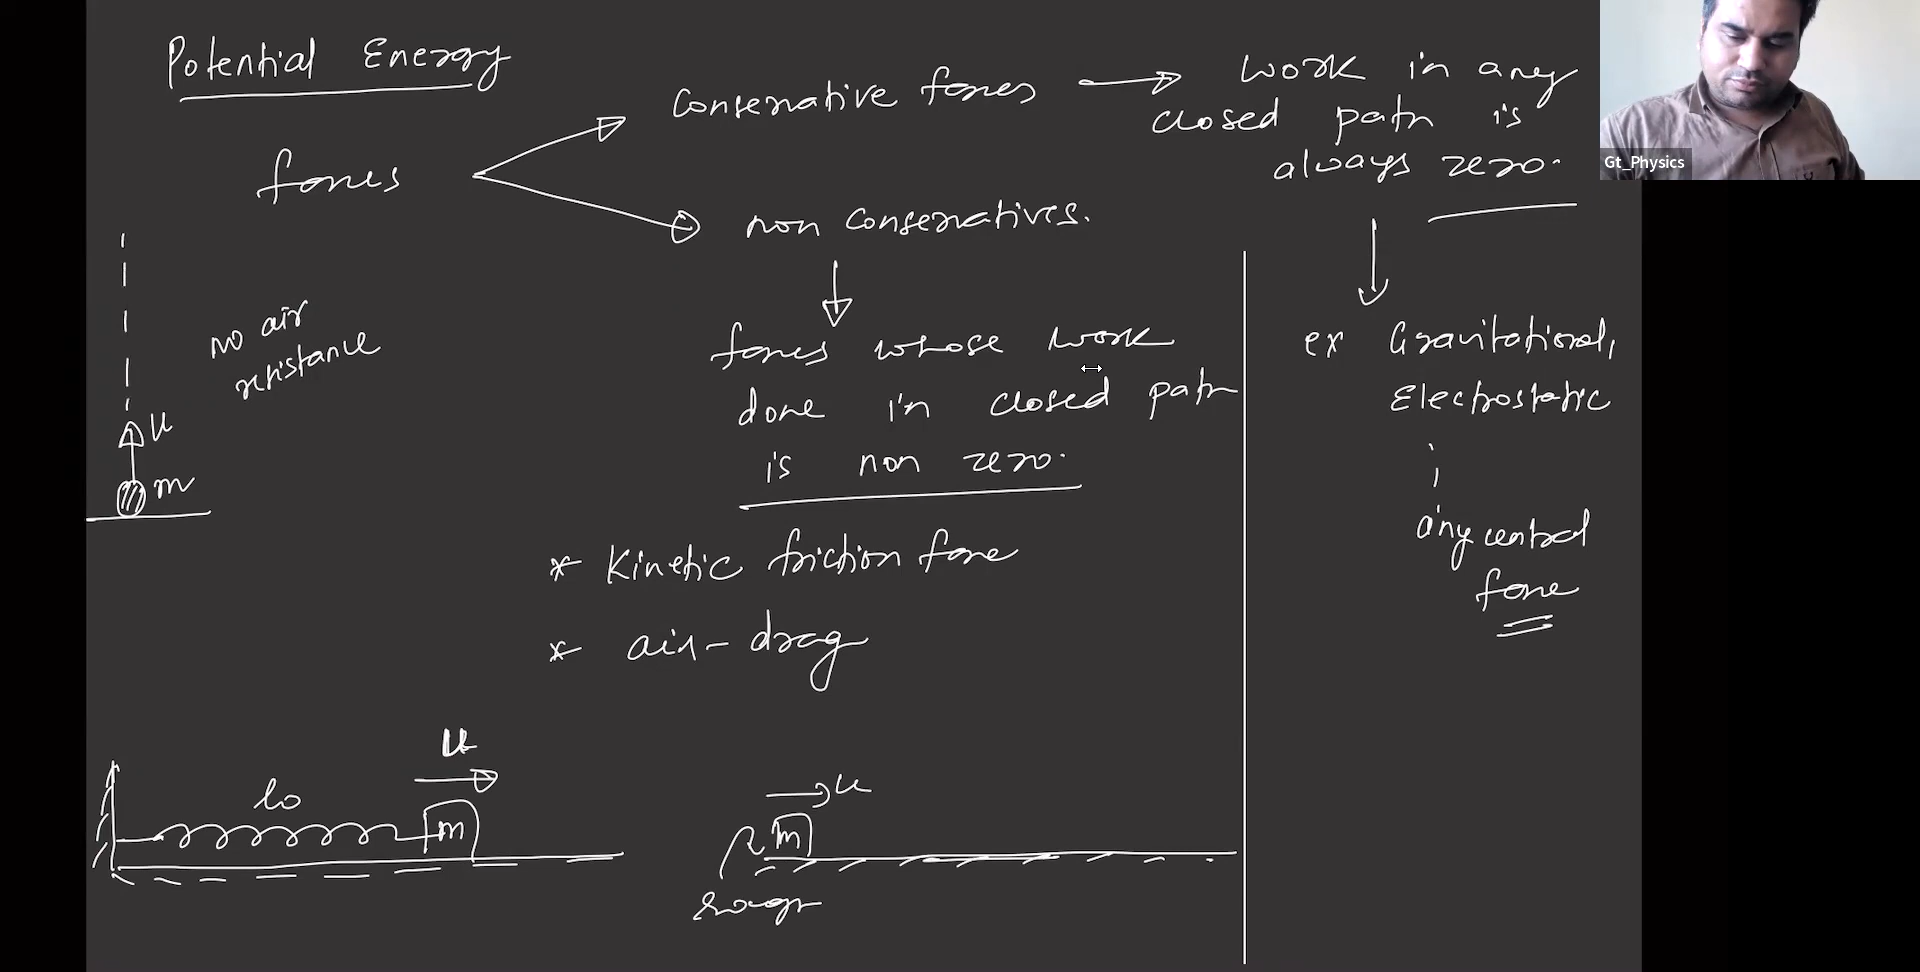 Potential Energy
forces
conservative forces
work in any
closed path is
always zero.
non conservatives.
Gt_Physics
no air
resistance
u
m
forces whose work
done in closed path
is non zero.
ex Gravitational,
Electrostatic
any central
force
* Kinetic friction force
* air-drag
u
l0
m
u
m
rough